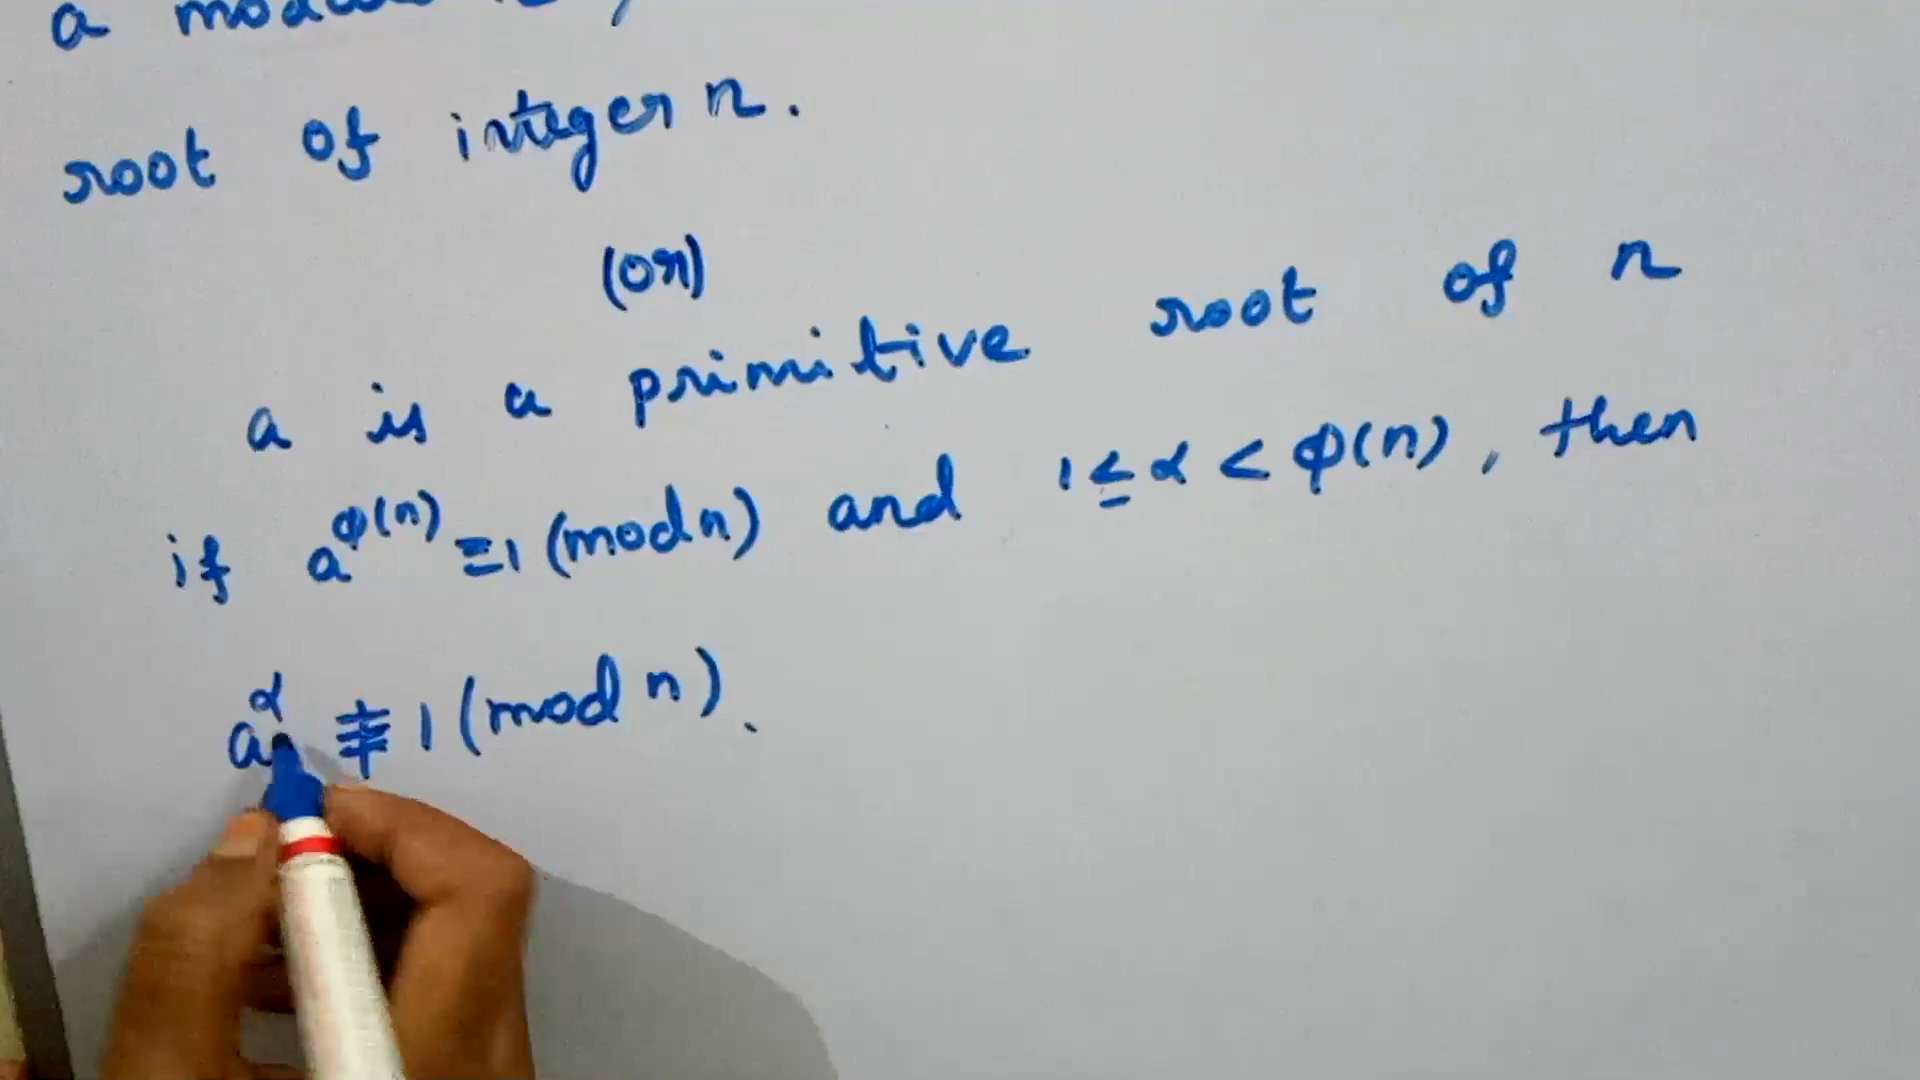 a
root of integer n.
(or)
a is a primitive root of n
if a^φ(n) ≡ 1 (mod n) and 1 ≤ α < φ(n), then
a^α ≢ 1 (mod n).